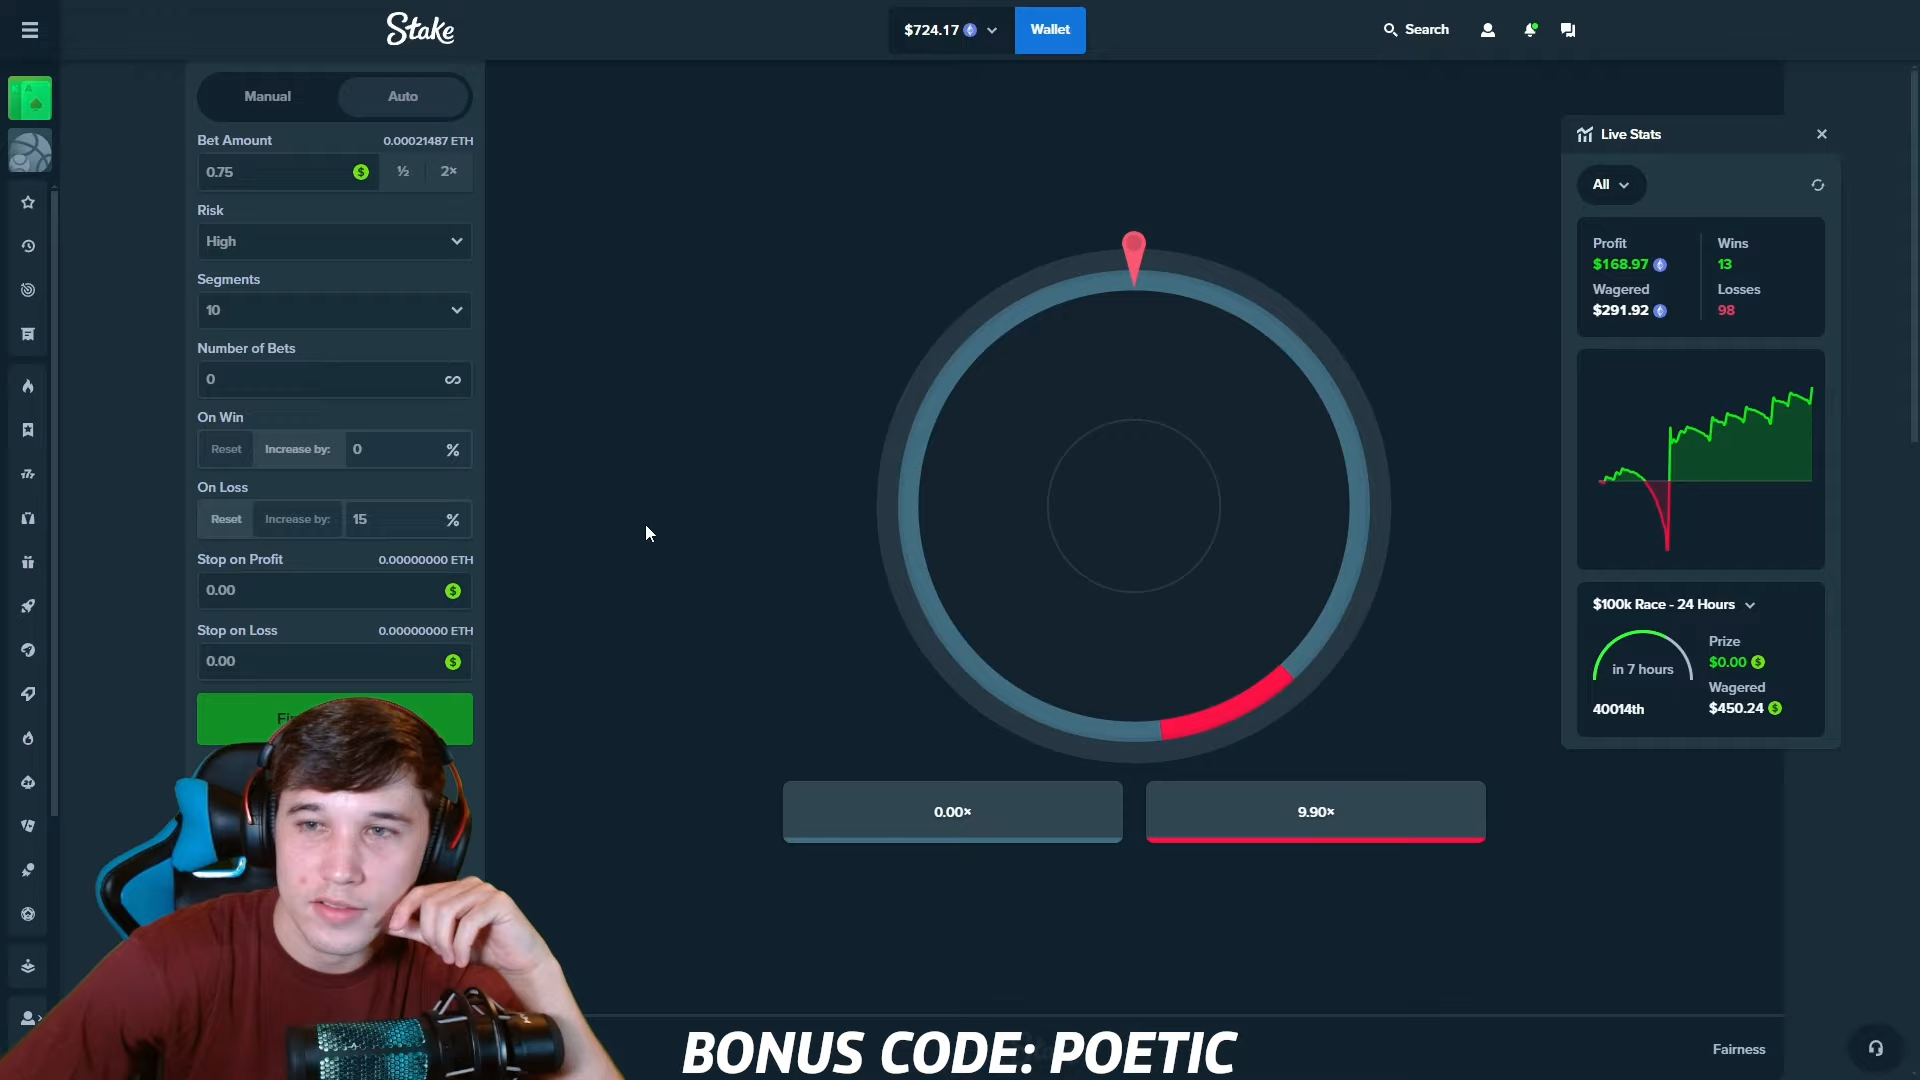 Stake
$724.17
Wallet
Search
Manual
Auto
Bet Amount
0.00021487 ETH
0.75
$
½
2×
Risk
High
Segments
10
Number of Bets
0
On Win
Reset
Increase by:
0
%
On Loss
Reset
Increase by:
15
%
Stop on Profit
0.00000000 ETH
0.00
$
Stop on Loss
0.00000000 ETH
0.00
$
0.00×
9.90×
Live Stats
All
Profit
$168.97
Wins
13
Wagered
$291.92
Losses
98
$100k Race - 24 Hours
in 7 hours
40014th
Prize
$0.00 $
Wagered
$450.24 $
BONUS CODE: POETIC
Fairness